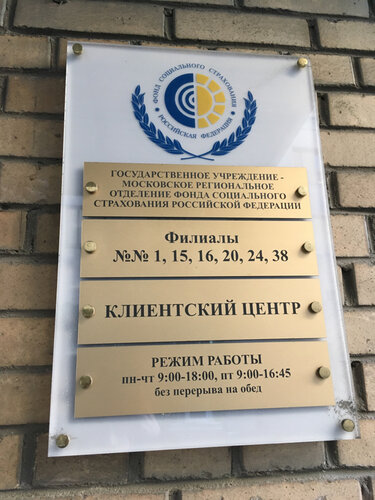 ФОНД СОЦИАЛЬНОГО СТРАХОВАНИЯ
РОССИЙСКАЯ ФЕДЕРАЦИЯ
ГОСУДАРСТВЕННОЕ УЧРЕЖДЕНИЕ -
МОСКОВСКОЕ РЕГИОНАЛЬНОЕ
ОТДЕЛЕНИЕ ФОНДА СОЦИАЛЬНОГО
СТРАХОВАНИЯ РОССИЙСКОЙ ФЕДЕРАЦИИ
Филиалы
№№ 1, 15, 16, 20, 24, 38
КЛИЕНТСКИЙ ЦЕНТР
РЕЖИМ РАБОТЫ
пн-чт 9:00-18:00, пт 9:00-16:45
без перерыва на обед